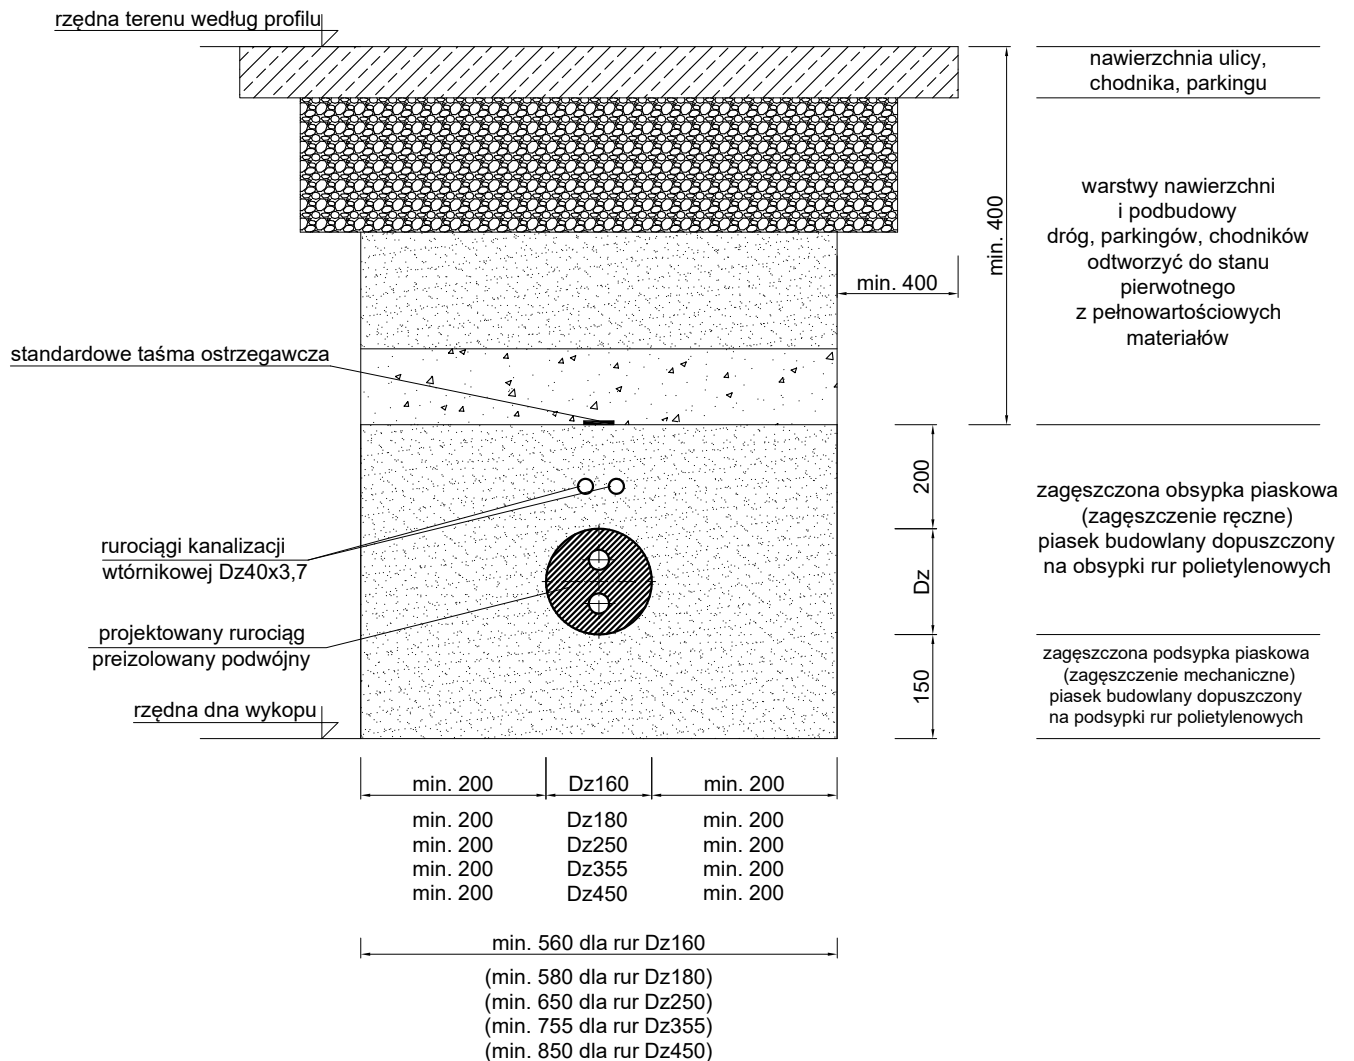 rzędna terenu według profilu
nawierzchnia ulicy,
chodnika, parkingu
min. 400
warstwy nawierzchni
i podbudowy
dróg, parkingów, chodników
odtworzyć do stanu
pierwotnego
z pełnowartościowych
materiałów
min. 400
standardowe taśma ostrzegawcza
200
zagęszczona obsypka piaskowa
(zagęszczenie ręczne)
piasek budowlany dopuszczony
na obsypki rur polietylenowych
rurociągi kanalizacji
wtórnikowej Dz40x3,7
Dz
projektowany rurociąg
preizolowany podwójny
150
zagęszczona podsypka piaskowa
(zagęszczenie mechaniczne)
piasek budowlany dopuszczony
na podsypki rur polietylenowych
rzędna dna wykopu
min. 200 Dz160 min. 200
min. 200 Dz180 min. 200
min. 200 Dz250 min. 200
min. 200 Dz355 min. 200
min. 200 Dz450 min. 200
min. 560 dla rur Dz160
(min. 580 dla rur Dz180)
(min. 650 dla rur Dz250)
(min. 755 dla rur Dz355)
(min. 850 dla rur Dz450)